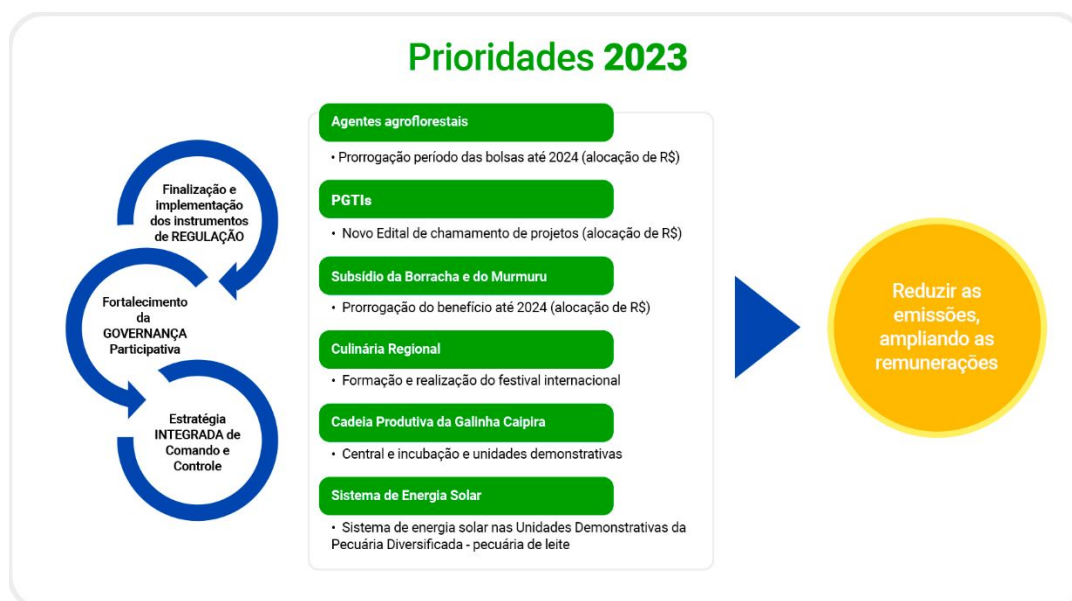 Prioridades 2023
Finalização e
implementação
dos instrumentos
de REGULAÇÃO
Fortalecimento
da
GOVERNANÇA
Participativa
Estratégia
INTEGRADA de
Comando e
Controle
Agentes agroflorestais
• Prorrogação período das bolsas até 2024 (alocação de R$)
PGTIs
• Novo Edital de chamamento de projetos (alocação de R$)
Subsídio da Borracha e do Murmuru
• Prorrogação do benefício até 2024 (alocação de R$)
Culinária Regional
• Formação e realização do festival internacional
Cadeia Produtiva da Galinha Caipira
• Central e incubação e unidades demonstrativas
Sistema de Energia Solar
• Sistema de energia solar nas Unidades Demonstrativas da
Pecuária Diversificada - pecuária de leite
Reduzir as
emissões,
ampliando as
remunerações